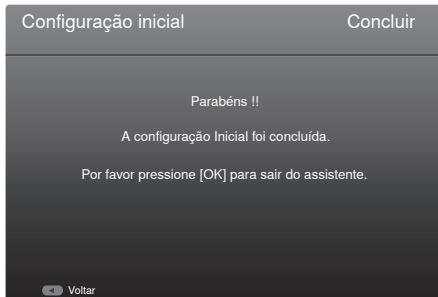 Configuração inicial Concluir
Parabéns !!
A configuração Inicial foi concluída.
Por favor pressione [OK] para sair do assistente.
Voltar